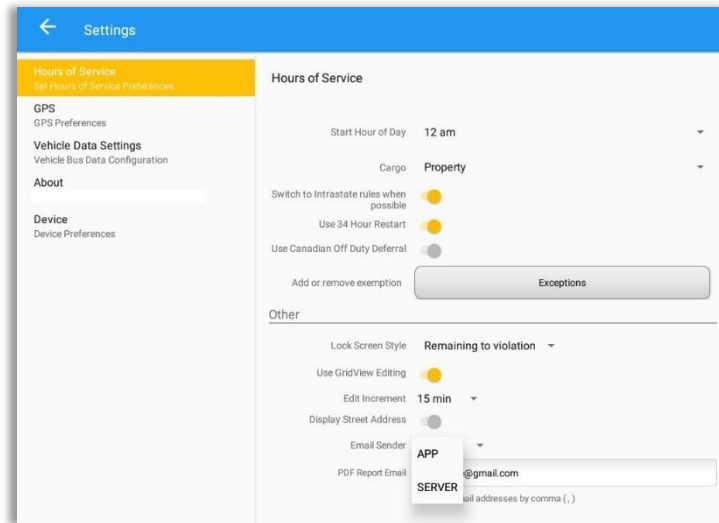 Settings
Hours of Service
Set Hours of Service Preferences
GPS
GPS Preferences
Vehicle Data Settings
Vehicle Bus Data Configuration
About
Device
Device Preferences
Hours of Service
Start Hour of Day 12 am
Cargo Property
Switch to Intrastate rules when
possible
Use 34 Hour Restart
Use Canadian Off Duty Deferral
Add or remove exemption Exceptions
Other
Lock Screen Style Remaining to violation
Use GridView Editing
Edit Increment 15 min
Display Street Address
Email Sender
APP
PDF Report Email @gmail.com
SERVER
addresses by comma ( , )